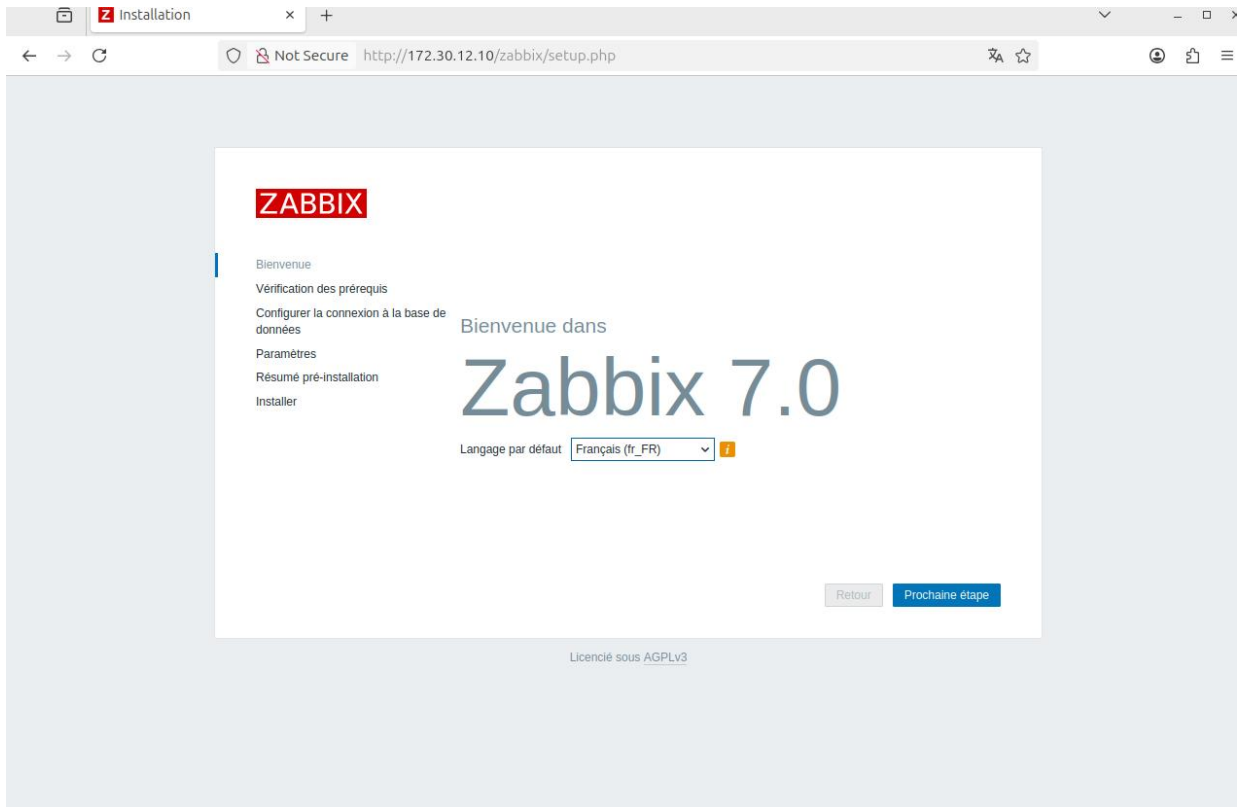 Z Installation
Not Secure http://172.30.12.10/zabbix/setup.php
ZABBIX
Bienvenue
Vérification des prérequis
Configurer la connexion à la base de
données
Paramètres
Résumé pré-installation
Installer
Bienvenue dans
Zabbix 7.0
Langage par défaut Français (fr_FR) i
Retour Prochaine étape
Licencié sous AGPLv3